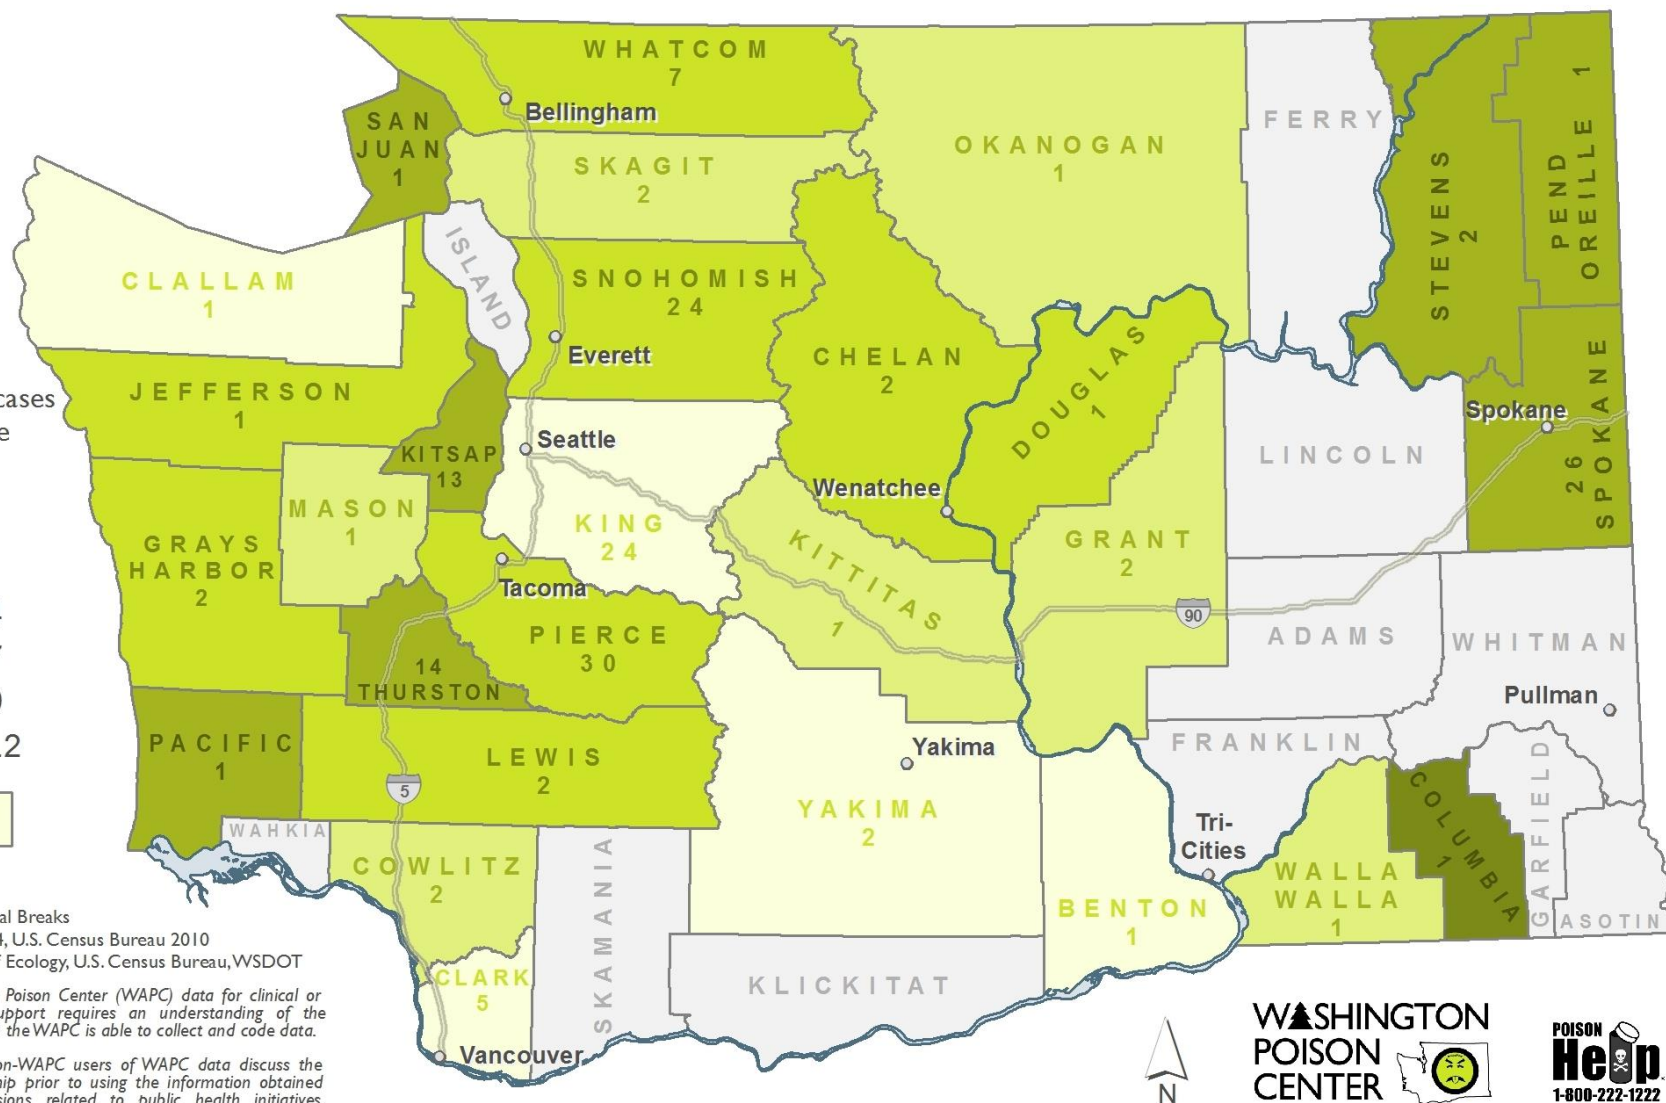 WHATCOM
7
Bellingham
SAN
JUAN
1
SKAGIT
2
OKANOGAN
1
FERRY
STEVENS
2
PEND
OREILLE 1
CLALLAM
1
ISLAND
SNOHOMISH
24
Everett
CHELAN
2
DOUGLAS
1
JEFFERSON
1
cases
KITSAP
13
Seattle
Spokane
SPOKANE
26
LINCOLN
MASON
1
Wenatchee
KING
24
GRAYS
HARBOR
2
KITTITAS
1
GRANT
2
Tacoma
90
PIERCE
30
ADAMS
WHITMAN
14
THURSTON
Pullman
PACIFIC
1
LEWIS
2
5
Yakima
FRANKLIN
YAKIMA
2
COLUMBIA
1
GARFIELD
WAHKIA
Tri-
Cities
COWLITZ
2
SKAMANIA
WALLA
WALLA
1
BENTON
1
ASOTIN
al Breaks
4, U.S. Census Bureau 2010
f Ecology, U.S. Census Bureau, WSDOT
CLARK
5
KLICKITAT
Poison Center (WAPC) data for clinical or
upport requires an understanding of the
the WAPC is able to collect and code data.
Vancouver
on-WAPC users of WAPC data discuss the
hip prior to using the information obtained
sions related to public health initiatives
N
WASHINGTON
POISON
CENTER
POISON
Help
1-800-222-1222